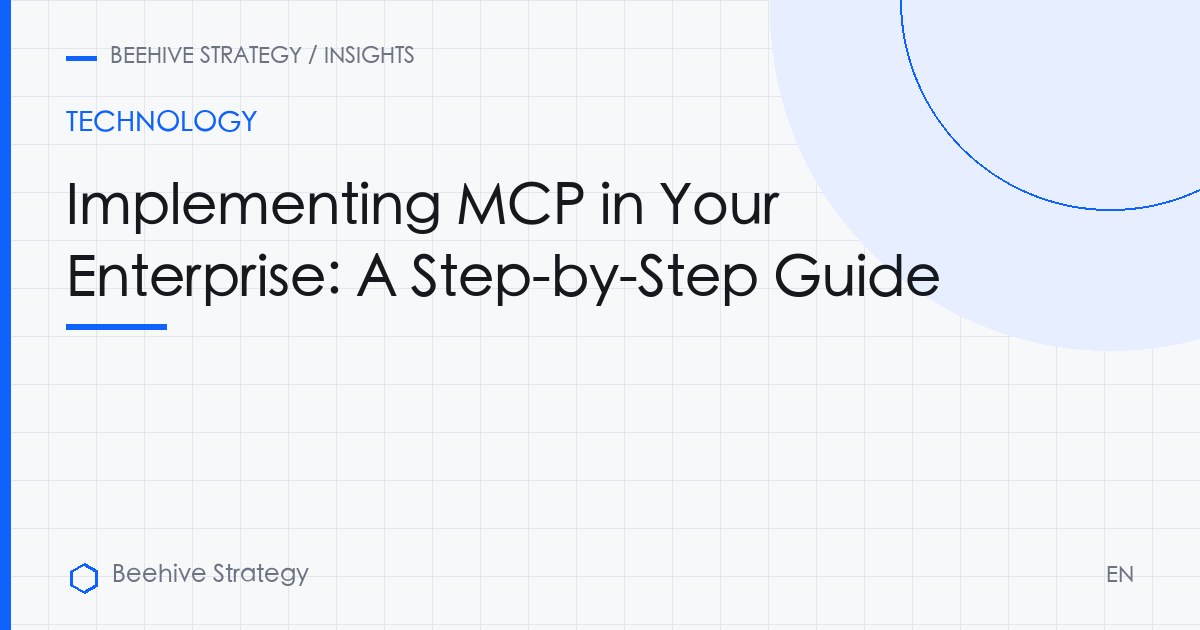 BEEHIVE STRATEGY / INSIGHTS
TECHNOLOGY
Implementing MCP in Your
Enterprise: A Step-by-Step Guide
Beehive Strategy
EN